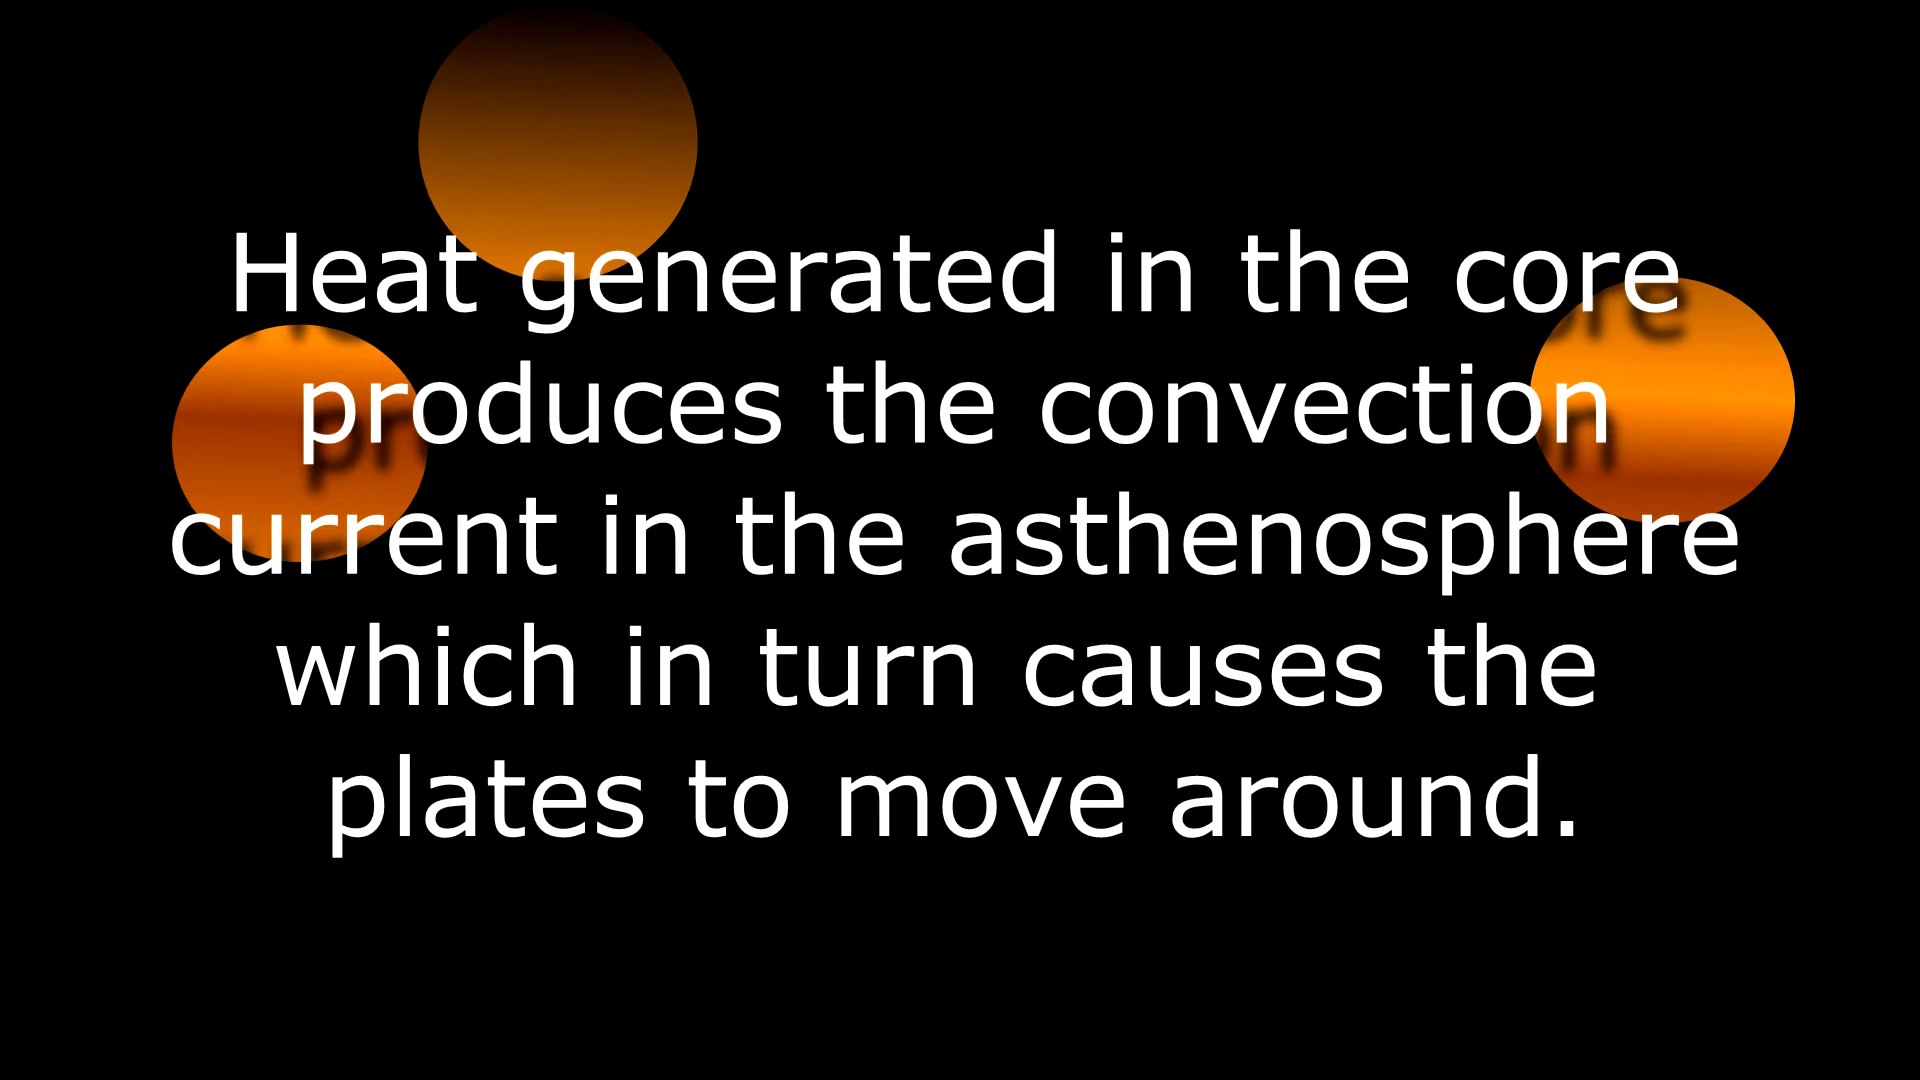 Heat generated in the core
produces the convection
current in the asthenosphere
which in turn causes the
plates to move around.